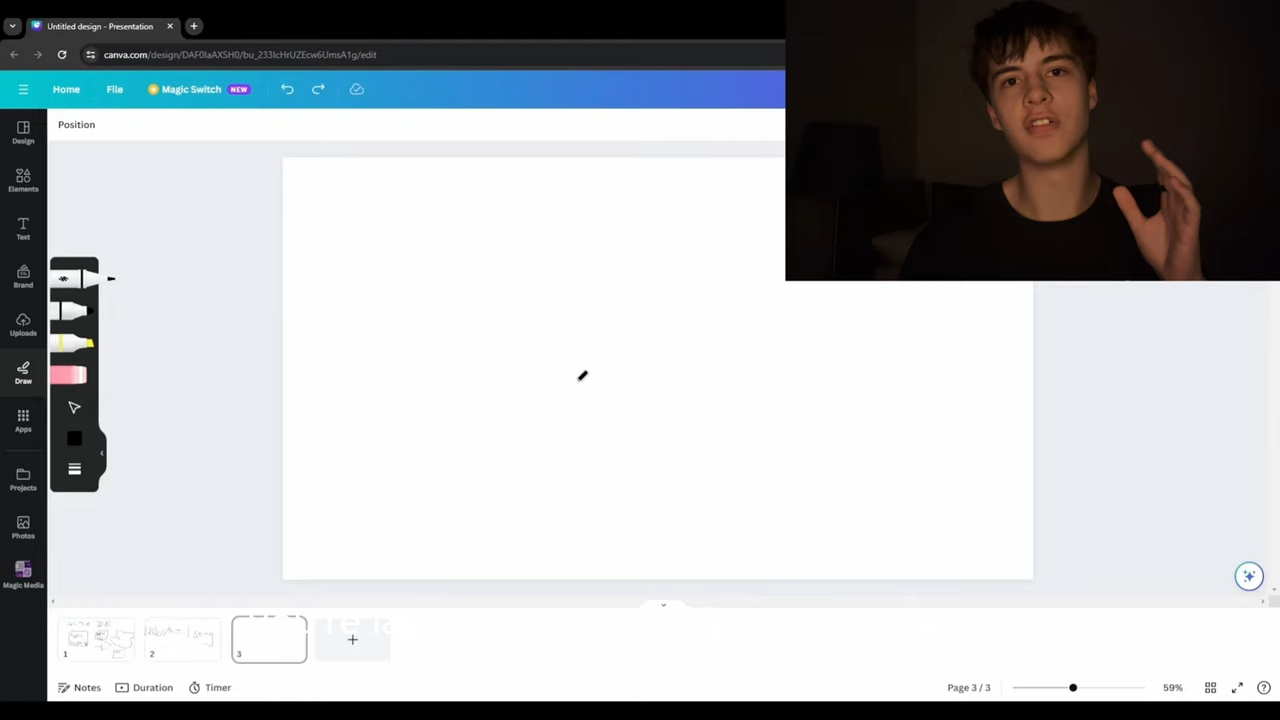 Untitled design - Presentation
canva.com/design/DAF0laAXSH0/bu_233lcHrUZEcw6UmsA1g/edit
Home File Magic Switch NEW
Position
Design
Elements
Text
Brand
Uploads
Draw
Apps
Projects
Photos
Magic Media
1 2 3 +
Notes Duration Timer Page 3 / 3 59% ?